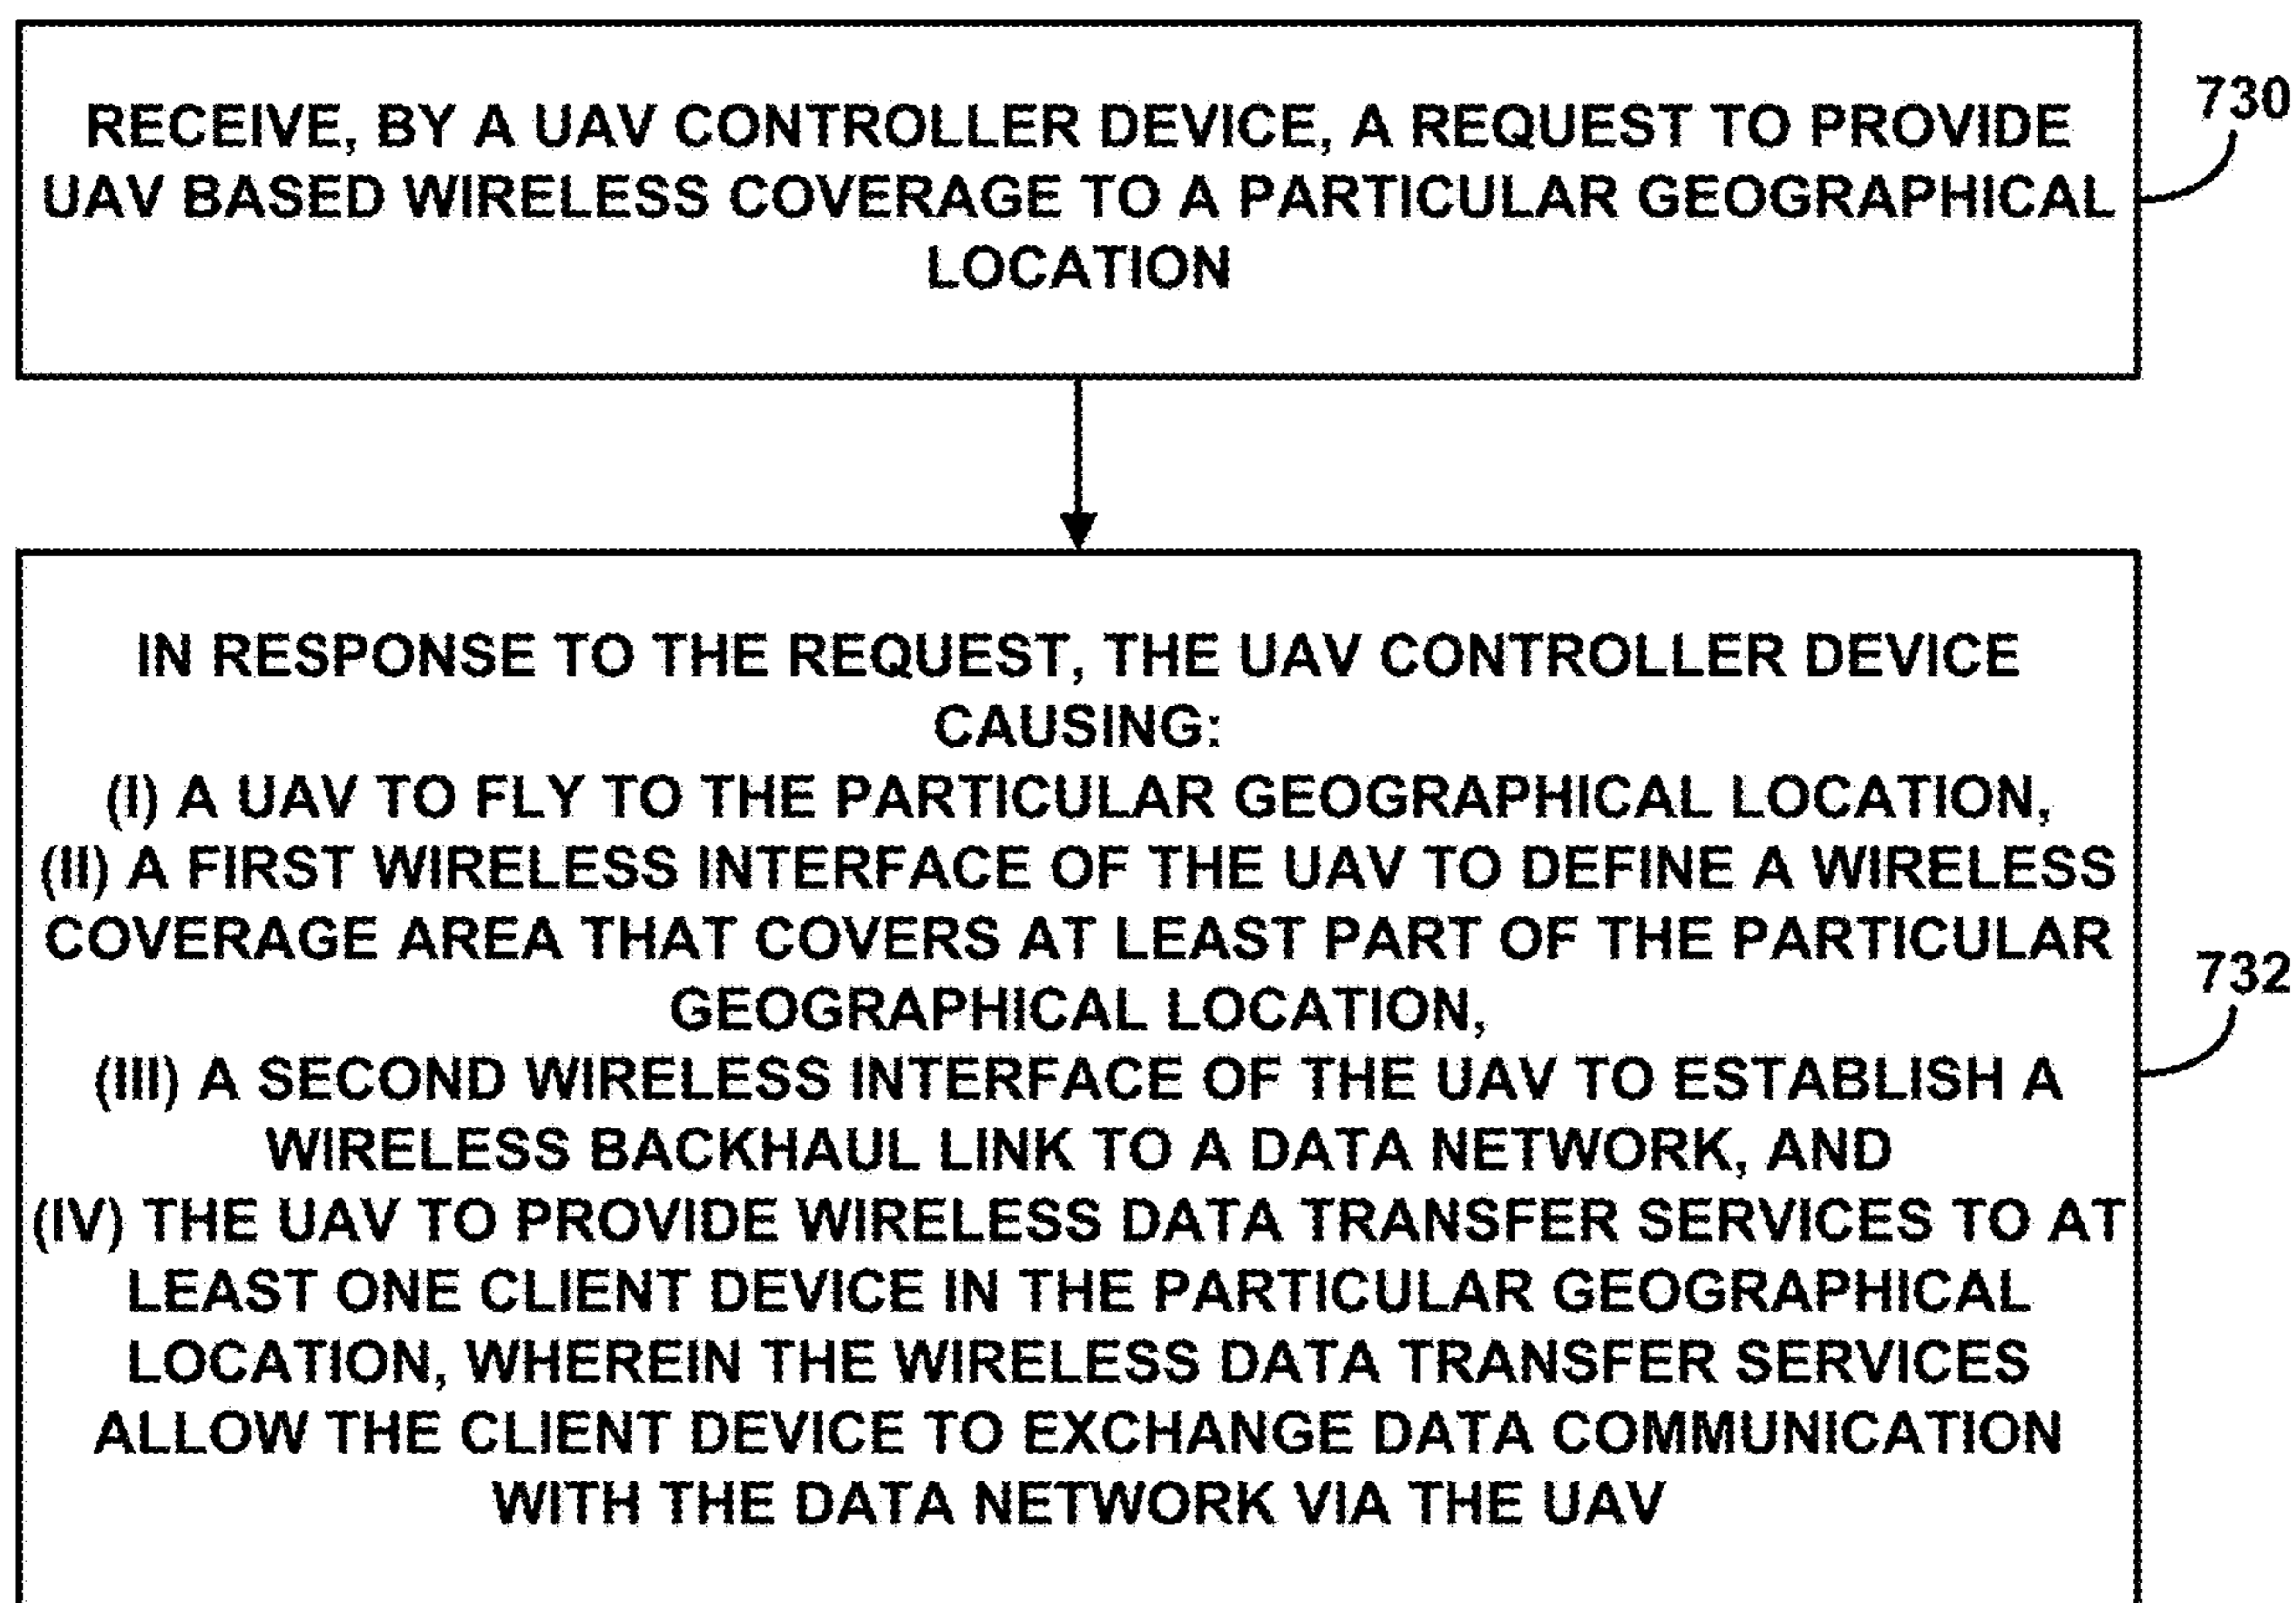 RECEIVE, BY A UAV CONTROLLER DEVICE, A REQUEST TO PROVIDE
UAV BASED WIRELESS COVERAGE TO A PARTICULAR GEOGRAPHICAL
LOCATION
730
IN RESPONSE TO THE REQUEST, THE UAV CONTROLLER DEVICE
CAUSING:
(I) A UAV TO FLY TO THE PARTICULAR GEOGRAPHICAL LOCATION,
(II) A FIRST WIRELESS INTERFACE OF THE UAV TO DEFINE A WIRELESS
COVERAGE AREA THAT COVERS AT LEAST PART OF THE PARTICULAR
GEOGRAPHICAL LOCATION,
(III) A SECOND WIRELESS INTERFACE OF THE UAV TO ESTABLISH A
WIRELESS BACKHAUL LINK TO A DATA NETWORK, AND
(IV) THE UAV TO PROVIDE WIRELESS DATA TRANSFER SERVICES TO AT
LEAST ONE CLIENT DEVICE IN THE PARTICULAR GEOGRAPHICAL
LOCATION, WHEREIN THE WIRELESS DATA TRANSFER SERVICES
ALLOW THE CLIENT DEVICE TO EXCHANGE DATA COMMUNICATION
WITH THE DATA NETWORK VIA THE UAV
732